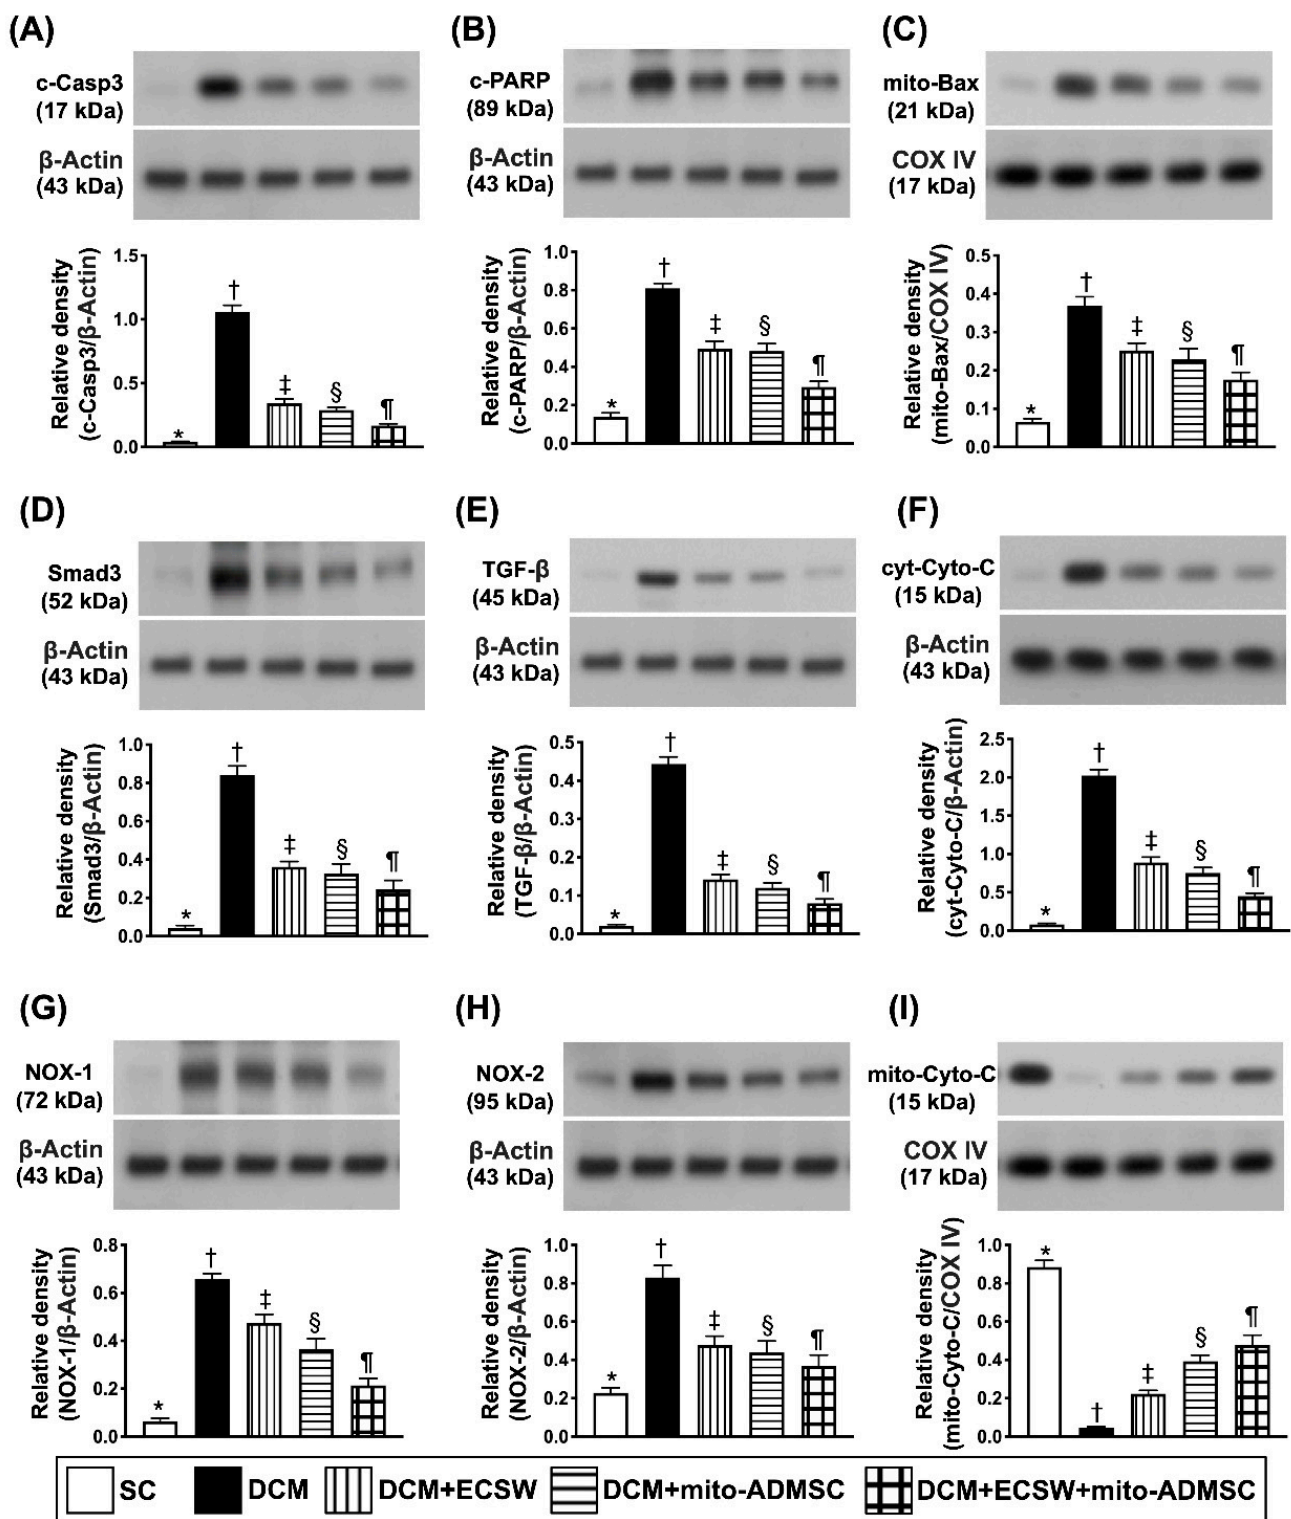 (A)
c-Casp3
(17 kDa)
β-Actin
(43 kDa)
Relative density
(c-Casp3/β-Actin)
1.5
1.0
0.5
0.0
*
†
‡
§
¶
(B)
c-PARP
(89 kDa)
β-Actin
(43 kDa)
Relative density
(c-PARP/β-Actin)
1.0
0.8
0.6
0.4
0.2
0.0
*
†
‡
§
¶
(C)
mito-Bax
(21 kDa)
COX IV
(17 kDa)
Relative density
(mito-Bax/COX IV)
0.5
0.4
0.3
0.2
0.1
0.0
*
†
‡
§
¶
(D)
Smad3
(52 kDa)
β-Actin
(43 kDa)
Relative density
(Smad3/β-Actin)
1.0
0.8
0.6
0.4
0.2
0.0
*
†
‡
§
¶
(E)
TGF-β
(45 kDa)
β-Actin
(43 kDa)
Relative density
(TGF-β/β-Actin)
0.5
0.4
0.3
0.2
0.1
0.0
*
†
‡
§
¶
(F)
cyt-Cyto-C
(15 kDa)
β-Actin
(43 kDa)
Relative density
(cyt-Cyto-C/β-Actin)
2.5
2.0
1.5
1.0
0.5
0.0
*
†
‡
§
¶
(G)
NOX-1
(72 kDa)
β-Actin
(43 kDa)
Relative density
(NOX-1/β-Actin)
0.8
0.6
0.4
0.2
0.0
*
†
‡
§
¶
(H)
NOX-2
(95 kDa)
β-Actin
(43 kDa)
Relative density
(NOX-2/β-Actin)
1.0
0.8
0.6
0.4
0.2
0.0
*
†
‡
§
¶
(I)
mito-Cyto-C
(15 kDa)
COX IV
(17 kDa)
Relative density
(mito-Cyto-C/COX IV)
1.0
0.8
0.6
0.4
0.2
0.0
*
†
‡
§
¶
SC DCM DCM+ECSW DCM+mito-ADMSC DCM+ECSW+mito-ADMSC